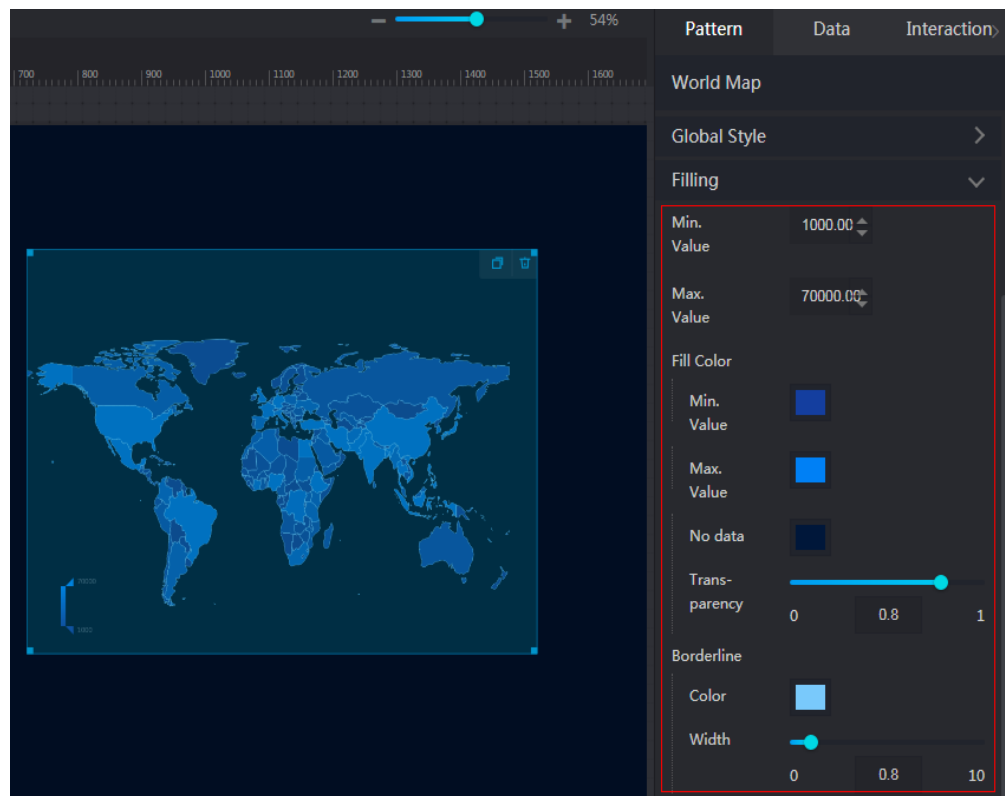 54%
Pattern Data Interaction
700 800 900 1000 1100 1200 1300 1400 1500 1600
World Map
Global Style
Filling
Min.
Value
1000.00
Max.
Value
70000.00
Fill Color
Min.
Value
Max.
Value
No data
Trans-
parency
0 0.8 1
Borderline
Color
Width
0 0.8 10
1000